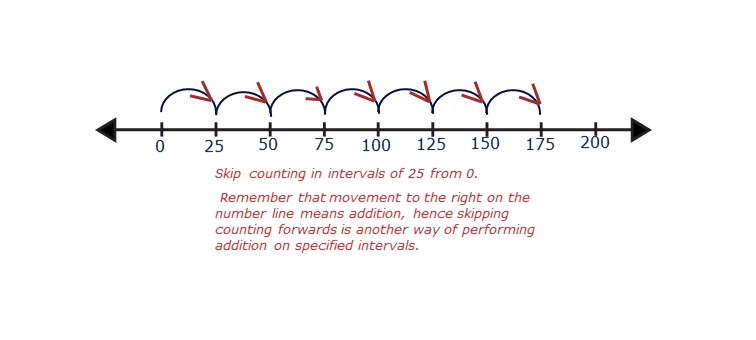 0 25 50 75 100 125 150 175 200
Skip counting in intervals of 25 from 0.
Remember that movement to the right on the
number line means addition, hence skipping
counting forwards is another way of performing
addition on specified intervals.